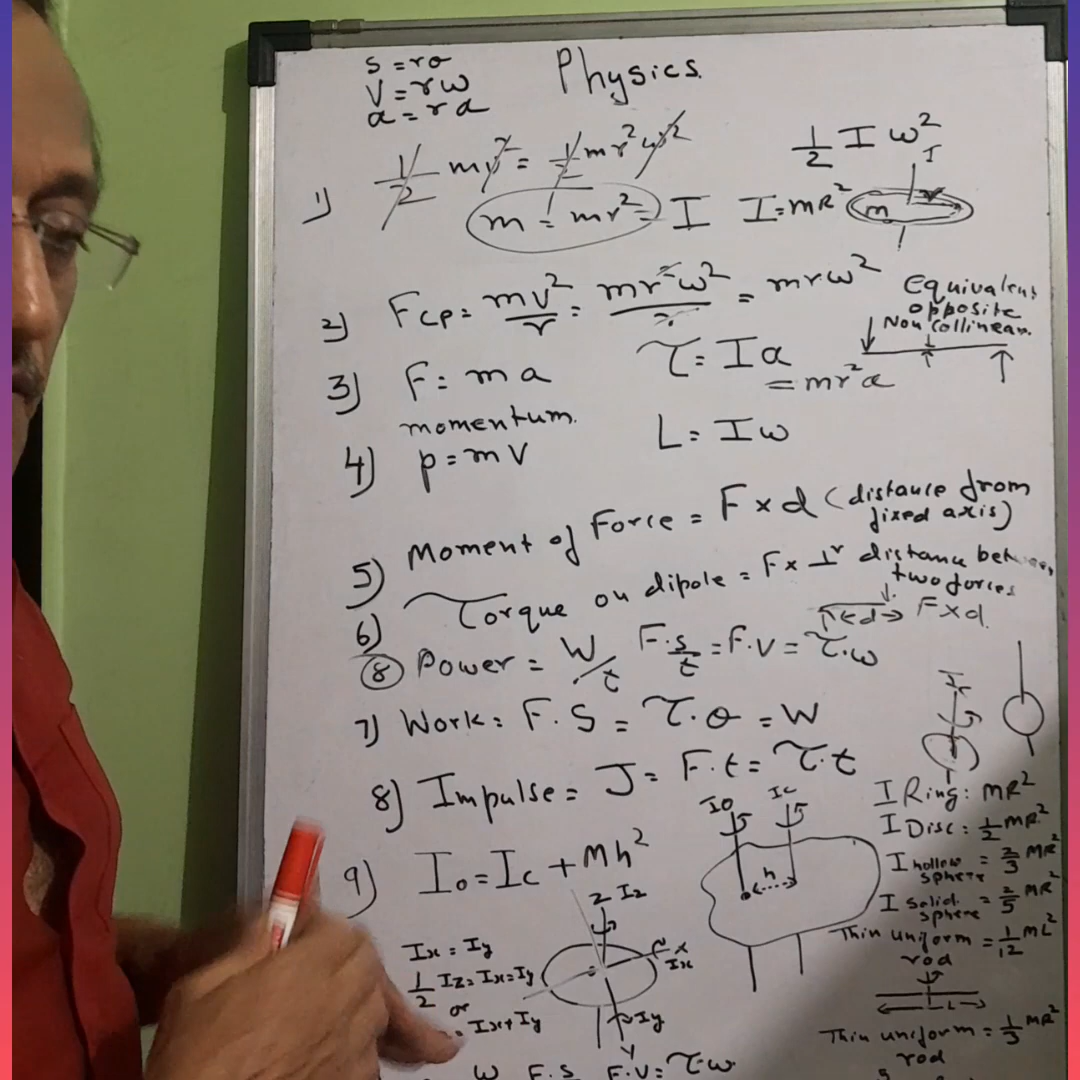 s = rθ
Physics.
v = rω
a = rα
1) 1/2 mv² = 1/2 mr²ω²
1/2 I ω²
I
m = mr² = I
I = MR²
m
r
2) Fcp = mv²/r = mr²ω²/r = mrω²
Equivalent
opposite
Non Collinear.
3) F = ma
τ = Iα
= mr²α
momentum.
4) p = mv
L = Iω
5) Moment of Force = F × d (distance from
fixed axis)
6) Torque on dipole = F × ⊥r distance between
two forces
←d→ F×d.
⑧ Power = W/t F·s/t = F·v = τ·ω
7) Work = F·S = τ·θ = W
8) Impulse = J = F·t = τ·t
Ic
I Ring = MR²
I Disc = 1/2 MR²
I hollow sphere = 2/3 MR²
I solid sphere = 2/5 MR²
Thin uniform rod = 1/12 ML²
L
Thin uniform rod = 1/3 MR²
IO
IC
h
9) Io = Ic + Mh²
Z Iz
X
Ix
Iy
Y
Ix = Iy
1/2 Iz = Ix = Iy
or
= Ix + Iy
W F.S F.V = τ.ω